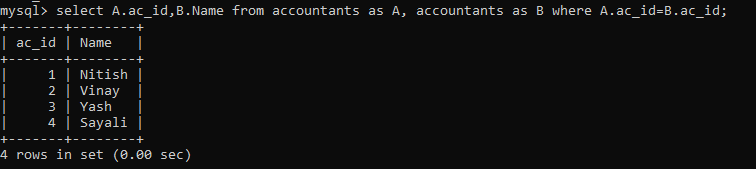 mysql> select A.ac_id,B.Name from accountants as A, accountants as B where A.ac_id=B.ac_id;
+-------+--------+
| ac_id | Name   |
+-------+--------+
|     1 | Nitish |
|     2 | Vinay  |
|     3 | Yash   |
|     4 | Sayali |
+-------+--------+
4 rows in set (0.00 sec)